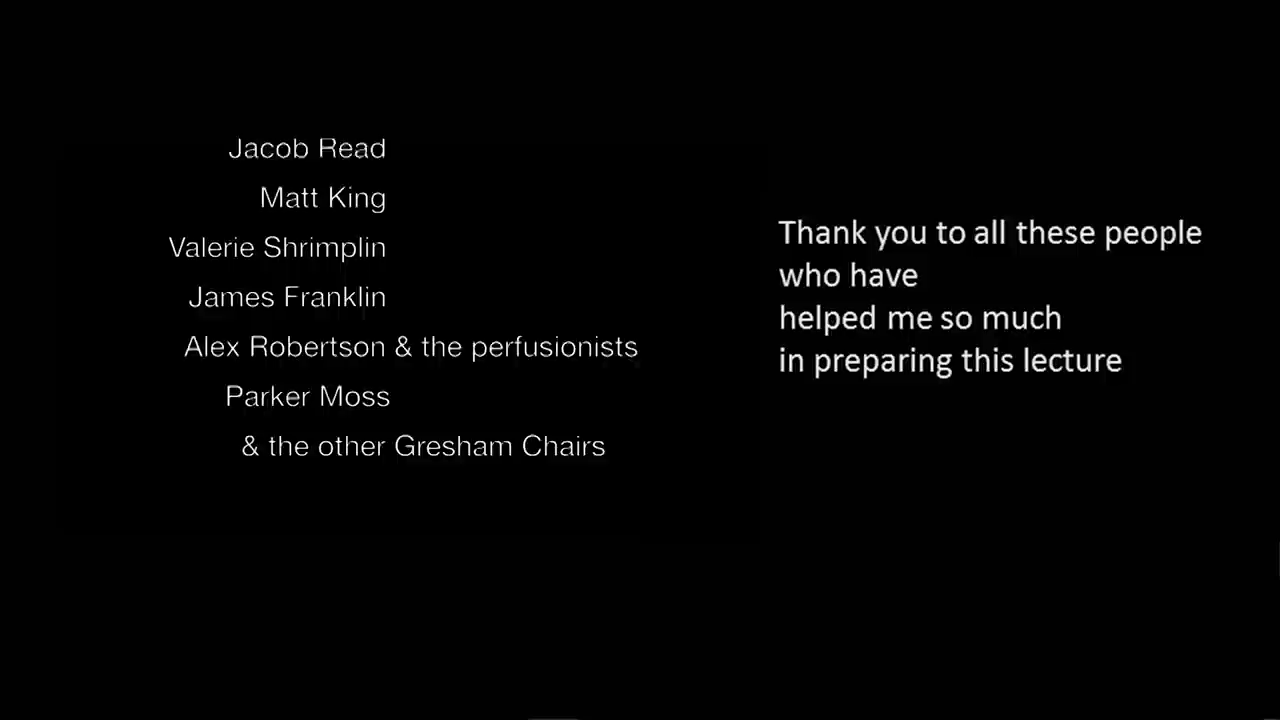 Jacob Read
Matt King
Valerie Shrimplin
James Franklin
Alex Robertson & the perfusionists
Parker Moss
& the other Gresham Chairs
Thank you to all these people
who have
helped me so much
in preparing this lecture